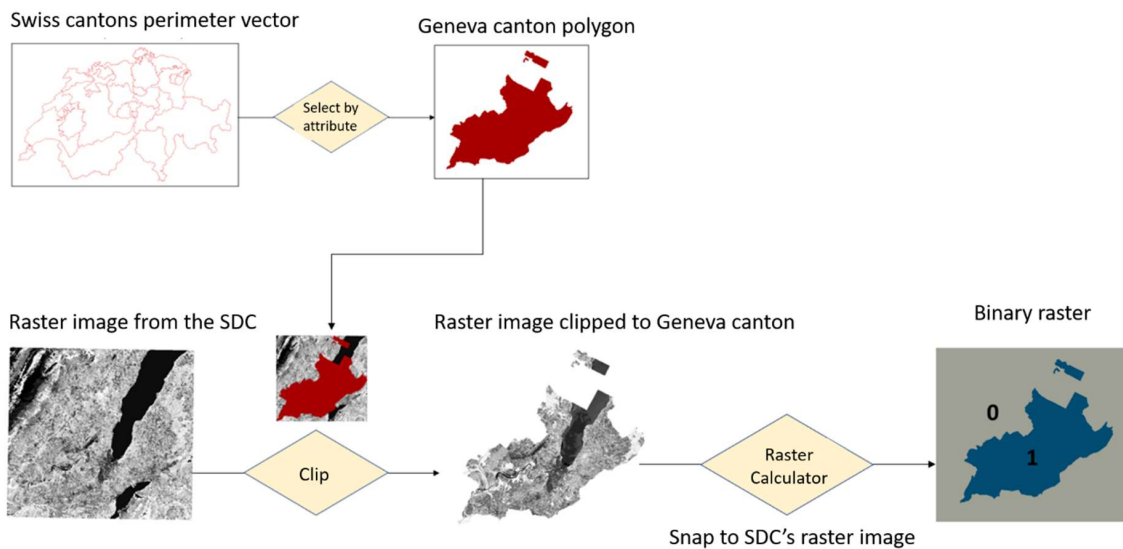 Swiss cantons perimeter vector
Geneva canton polygon
Select by
attribute
Raster image from the SDC
Raster image clipped to Geneva canton
Binary raster
Clip
Raster
Calculator
0
1
Snap to SDC's raster image